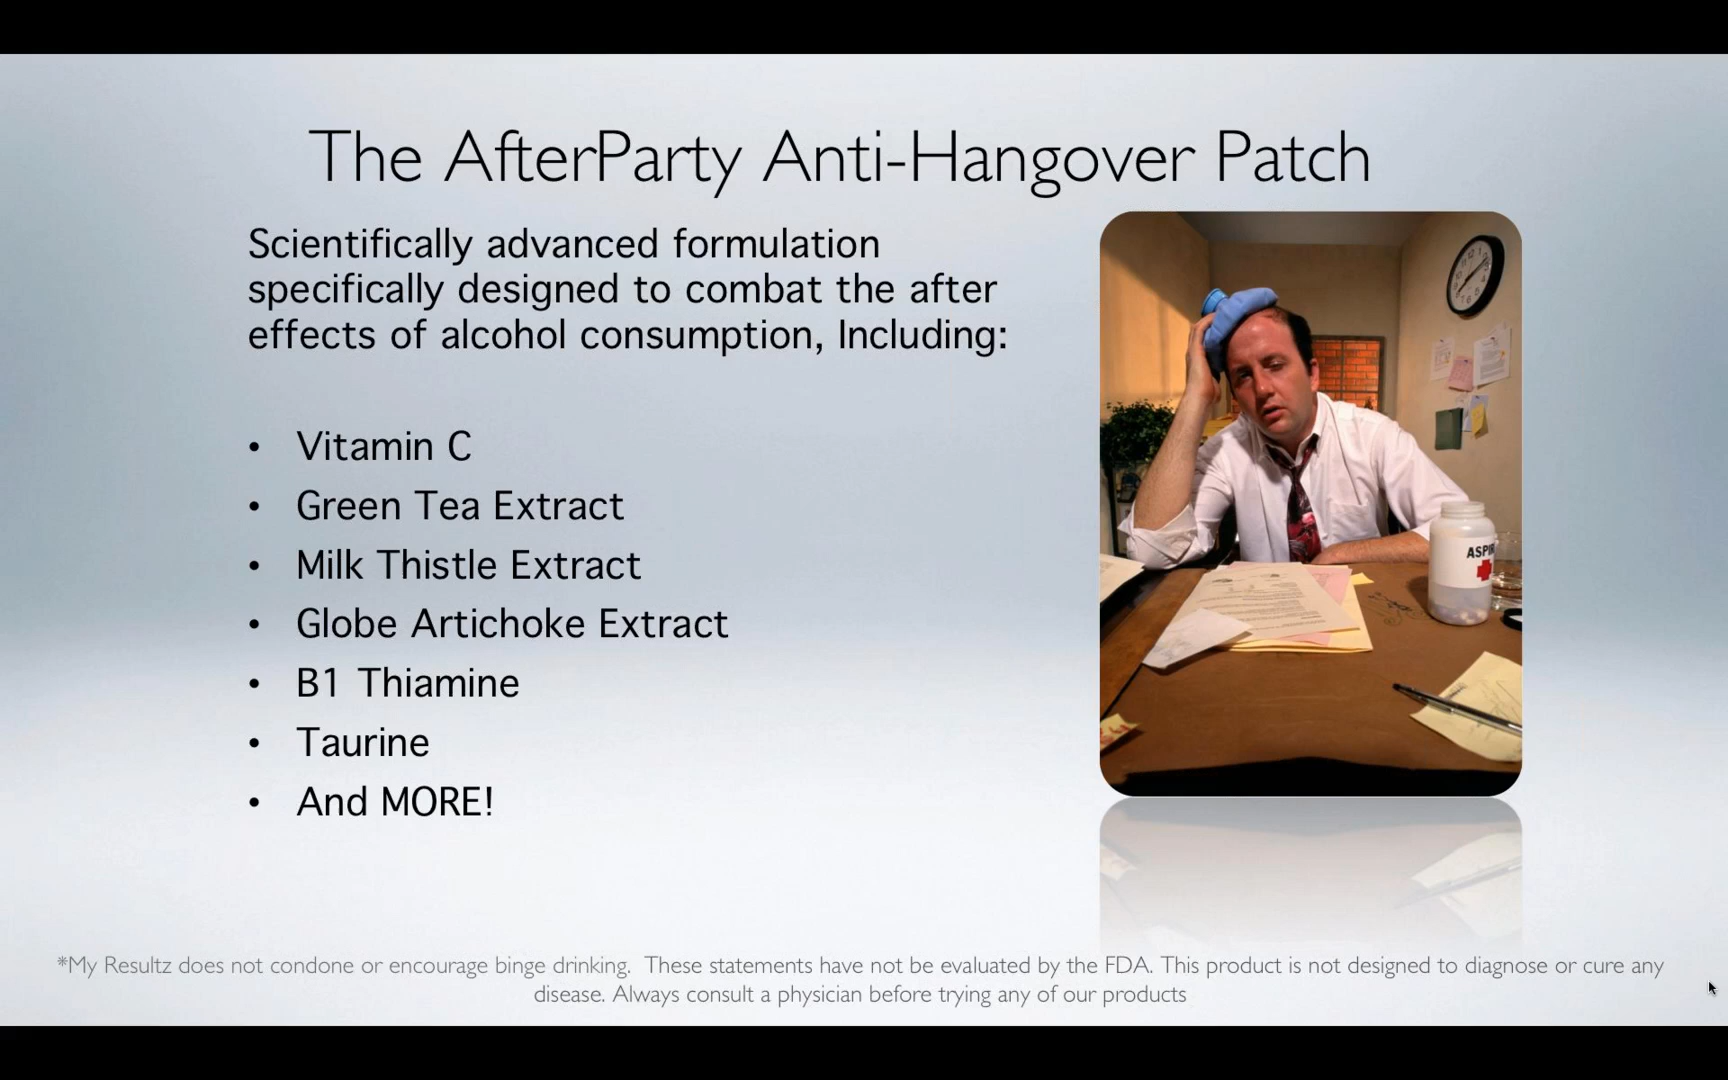 The AfterParty Anti-Hangover Patch
Scientifically advanced formulation
specifically designed to combat the after
effects of alcohol consumption, Including:
• Vitamin C
• Green Tea Extract
• Milk Thistle Extract
• Globe Artichoke Extract
• B1 Thiamine
• Taurine
• And MORE!
*My Resultz does not condone or encourage binge drinking. These statements have not be evaluated by the FDA. This product is not designed to diagnose or cure any
disease. Always consult a physician before trying any of our products